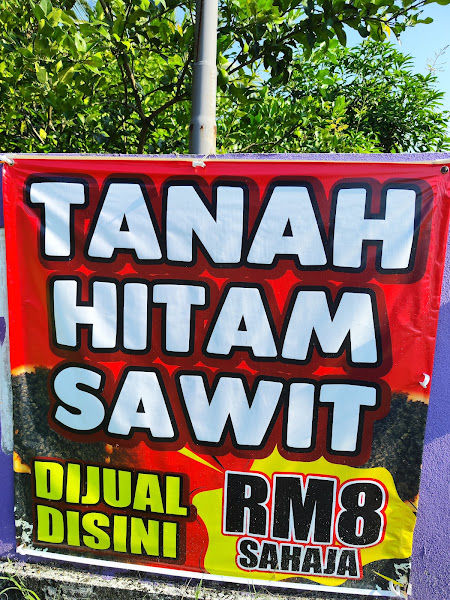 TANAH
HITAM
SAWIT
DIJUAL
DISINI
RM8
SAHAJA